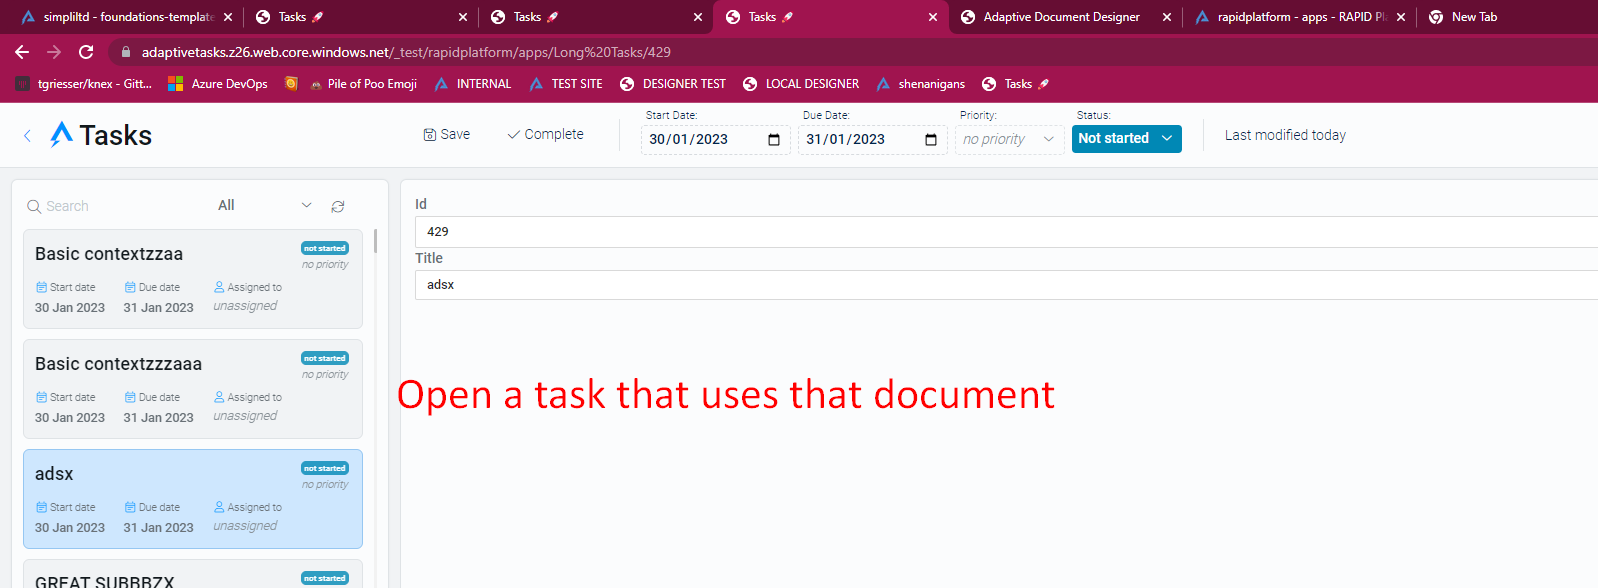 simpliltd - foundations-template
Tasks 🚀
Tasks 🚀
Tasks 🚀
Adaptive Document Designer
rapidplatform - apps - RAPID Pl
New Tab
adaptivetasks.z26.web.core.windows.net/_test/rapidplatform/apps/Long%20Tasks/429
tgriesser/knex - Gitt...
Azure DevOps
Pile of Poo Emoji
INTERNAL
TEST SITE
DESIGNER TEST
LOCAL DESIGNER
shenanigans
Tasks 🚀
Tasks
Save
Complete
Start Date:
30/01/2023
Due Date:
31/01/2023
Priority:
no priority
Status:
Not started
Last modified today
Search
All
Basic contextzzaa
not started
no priority
Start date
Due date
Assigned to
30 Jan 2023
31 Jan 2023
unassigned
Basic contextzzzaaa
not started
no priority
Start date
Due date
Assigned to
30 Jan 2023
31 Jan 2023
unassigned
adsx
not started
no priority
Start date
Due date
Assigned to
30 Jan 2023
31 Jan 2023
unassigned
GREAT SUBBBZX
not started
Id
429
Title
adsx
Open a task that uses that document